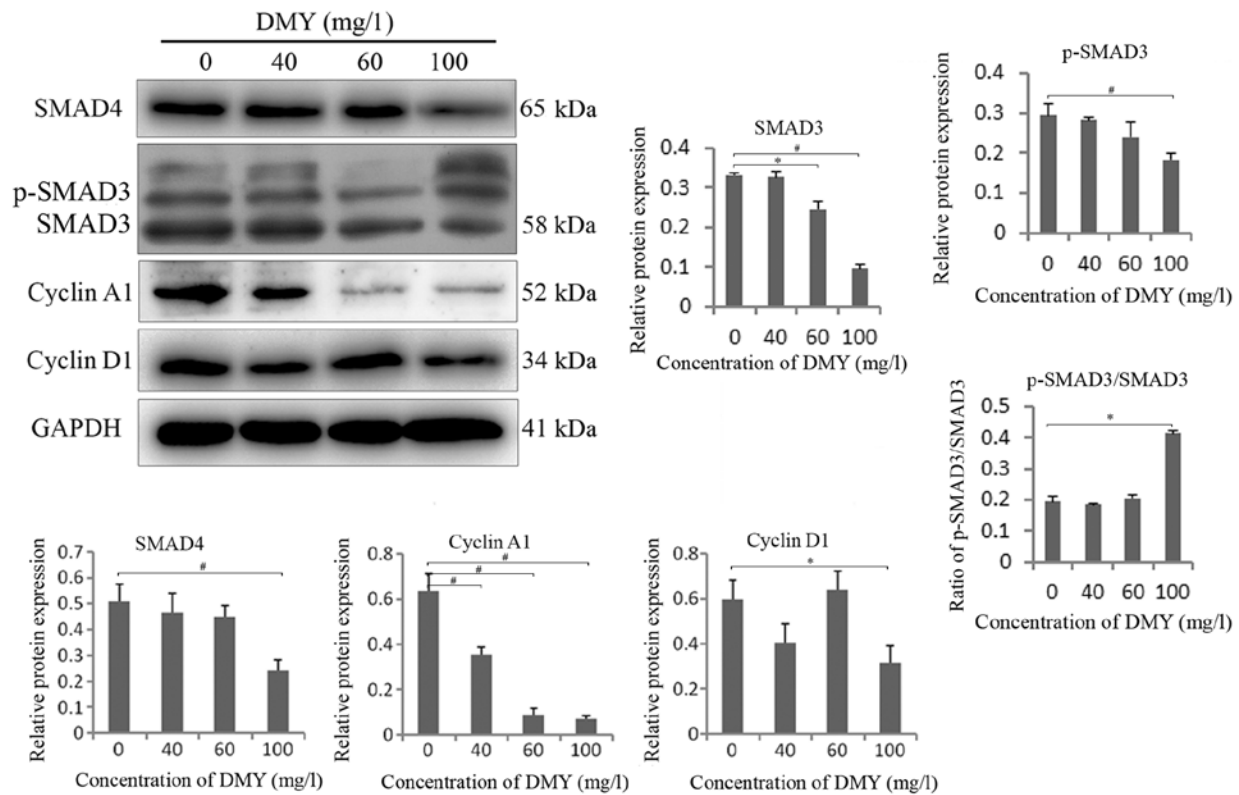 DMY (mg/l)
0 40 60 100
SMAD4 65 kDa
p-SMAD3
SMAD3 58 kDa
Cyclin A1 52 kDa
Cyclin D1 34 kDa
GAPDH 41 kDa
SMAD3
Relative protein expression
0.4
0.3
0.2
0.1
0
#
*
0 40 60 100
Concentration of DMY (mg/l)
p-SMAD3
Relative protein expression
0.4
0.3
0.2
0.1
0
#
0 40 60 100
Concentration of DMY (mg/l)
p-SMAD3/SMAD3
Ratio of p-SMAD3/SMAD3
0.5
0.4
0.3
0.2
0.1
0
*
0 40 60 100
Concentration of DMY (mg/l)
SMAD4
Relative protein expression
0.7
0.6
0.5
0.4
0.3
0.2
0.1
0
#
0 40 60 100
Concentration of DMY (mg/l)
Cyclin A1
Relative protein expression
0.8
0.6
0.4
0.2
0
#
#
#
0 40 60 100
Concentration of DMY (mg/l)
Cyclin D1
Relative protein expression
0.8
0.6
0.4
0.2
0
*
0 40 60 100
Concentration of DMY (mg/l)